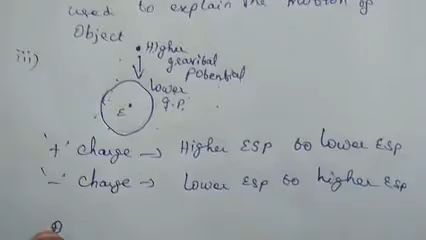 used to explain the motion of
Object
iii) Higher
gravital
potential
lower
g.p.
E
'+' charge → Higher ESP to lower ESP
'-' charge → Lower ESP to higher ESP